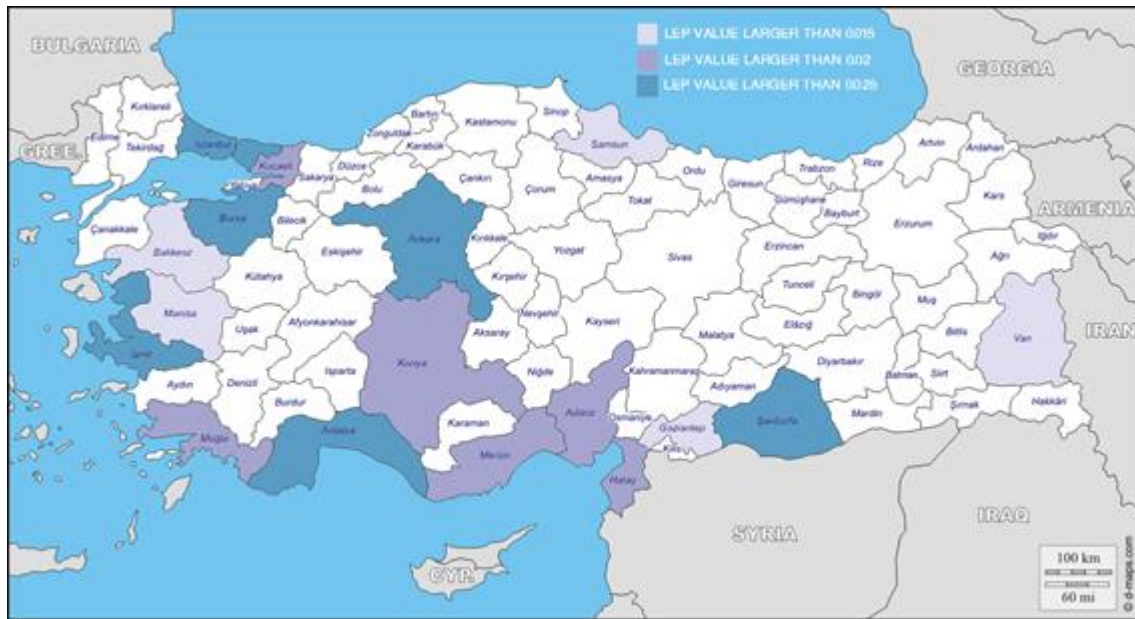 LEP VALUE LARGER THAN 0.015
LEP VALUE LARGER THAN 0.02
LEP VALUE LARGER THAN 0.025
BULGARIA
GEORGIA
GREE.
ARMENIA
IRAN
IRAQ
SYRIA
CYP.
Kırklareli
Edirne
Tekirdag
İstanbul
Kocaeli
Yalova
Sakarya
Düzce
Zonguldak
Bartın
Karabük
Kastamonu
Sinop
Samsun
Bolu
Çankırı
Çorum
Amasya
Tokat
Ordu
Giresun
Trabzon
Gümüşhane
Bayburt
Rize
Artvin
Ardahan
Kars
Iğdır
Ağrı
Erzurum
Erzincan
Çanakkale
Balıkesir
Bursa
Bilecik
Eskişehir
Ankara
Kırıkkale
Yozgat
Sivas
Kütahya
Kırşehir
Tunceli
Bingöl
Muş
Bitlis
Van
Manisa
Uşak
Afyonkarahisar
Aksaray
Nevşehir
Kayseri
Malatya
Elâzığ
Diyarbakır
Batman
Siirt
İzmir
Aydın
Denizli
Isparta
Burdur
Konya
Niğde
Kahramanmaraş
Adıyaman
Mardin
Şırnak
Hakkâri
Muğla
Antalya
Karaman
Mersin
Adana
Osmaniye
Gaziantep
Kilis
Şanlıurfa
Hatay
100 km
60 mi
© d-maps.com